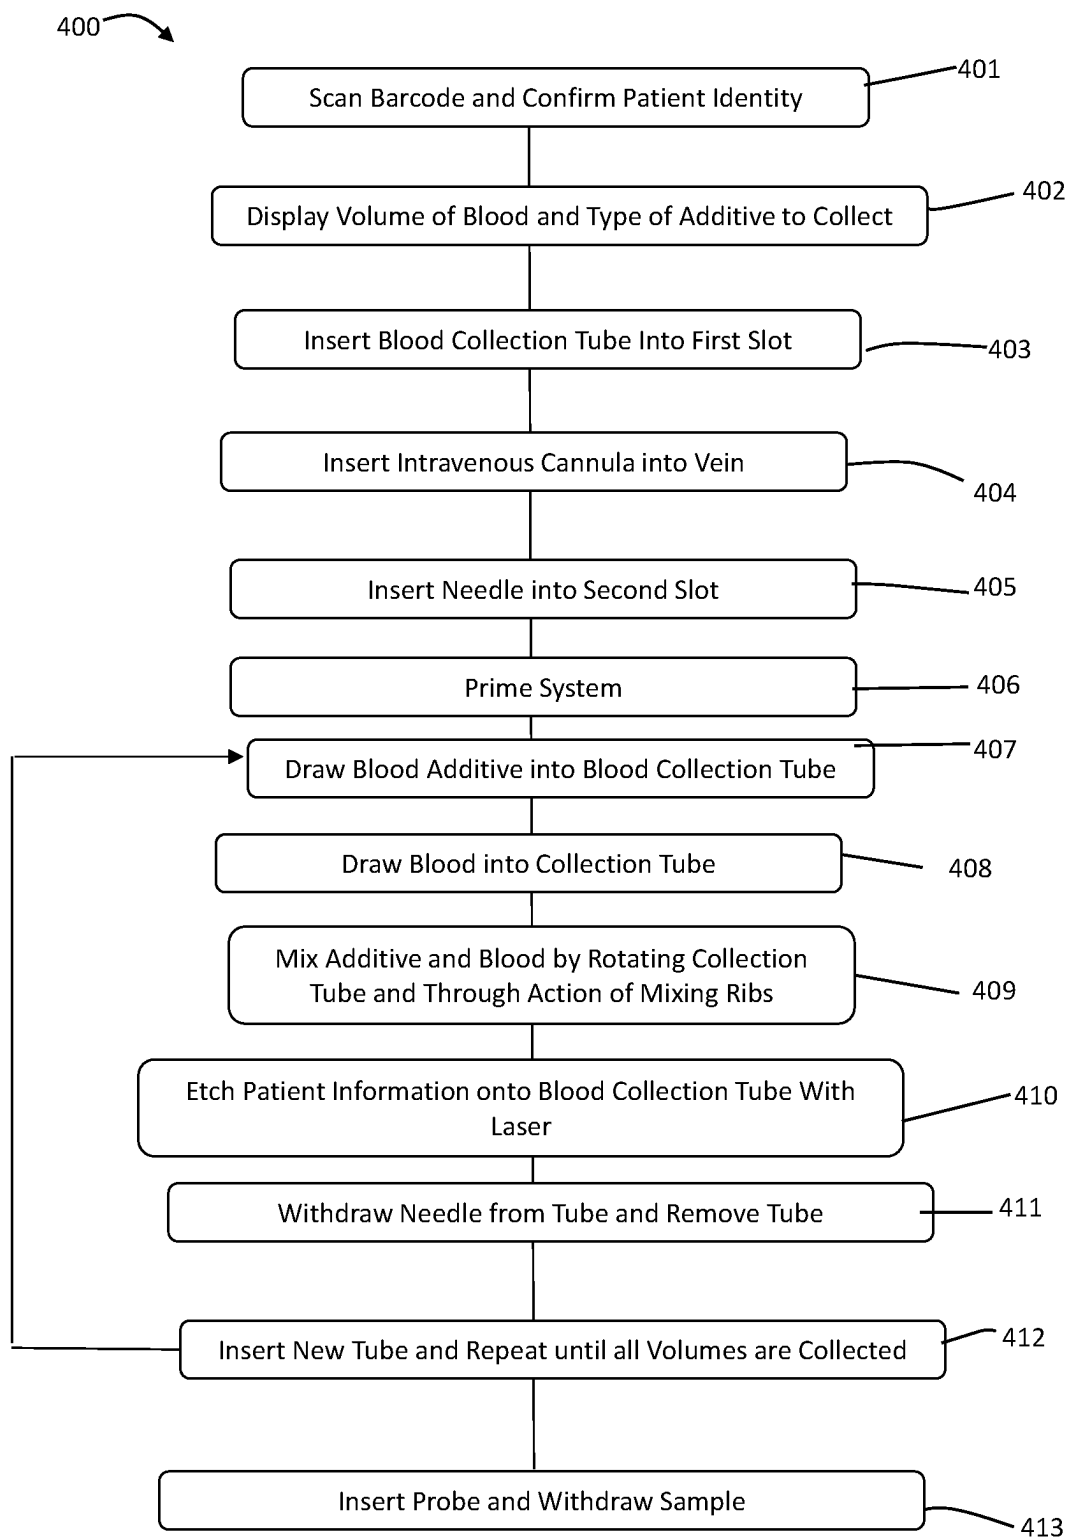 400
401
Scan Barcode and Confirm Patient Identity
402
Display Volume of Blood and Type of Additive to Collect
Insert Blood Collection Tube Into First Slot
403
Insert Intravenous Cannula into Vein
404
Insert Needle into Second Slot
405
Prime System
406
407
Draw Blood Additive into Blood Collection Tube
Draw Blood into Collection Tube
408
Mix Additive and Blood by Rotating Collection
Tube and Through Action of Mixing Ribs
409
Etch Patient Information onto Blood Collection Tube With
Laser
410
Withdraw Needle from Tube and Remove Tube
411
Insert New Tube and Repeat until all Volumes are Collected
412
Insert Probe and Withdraw Sample
413